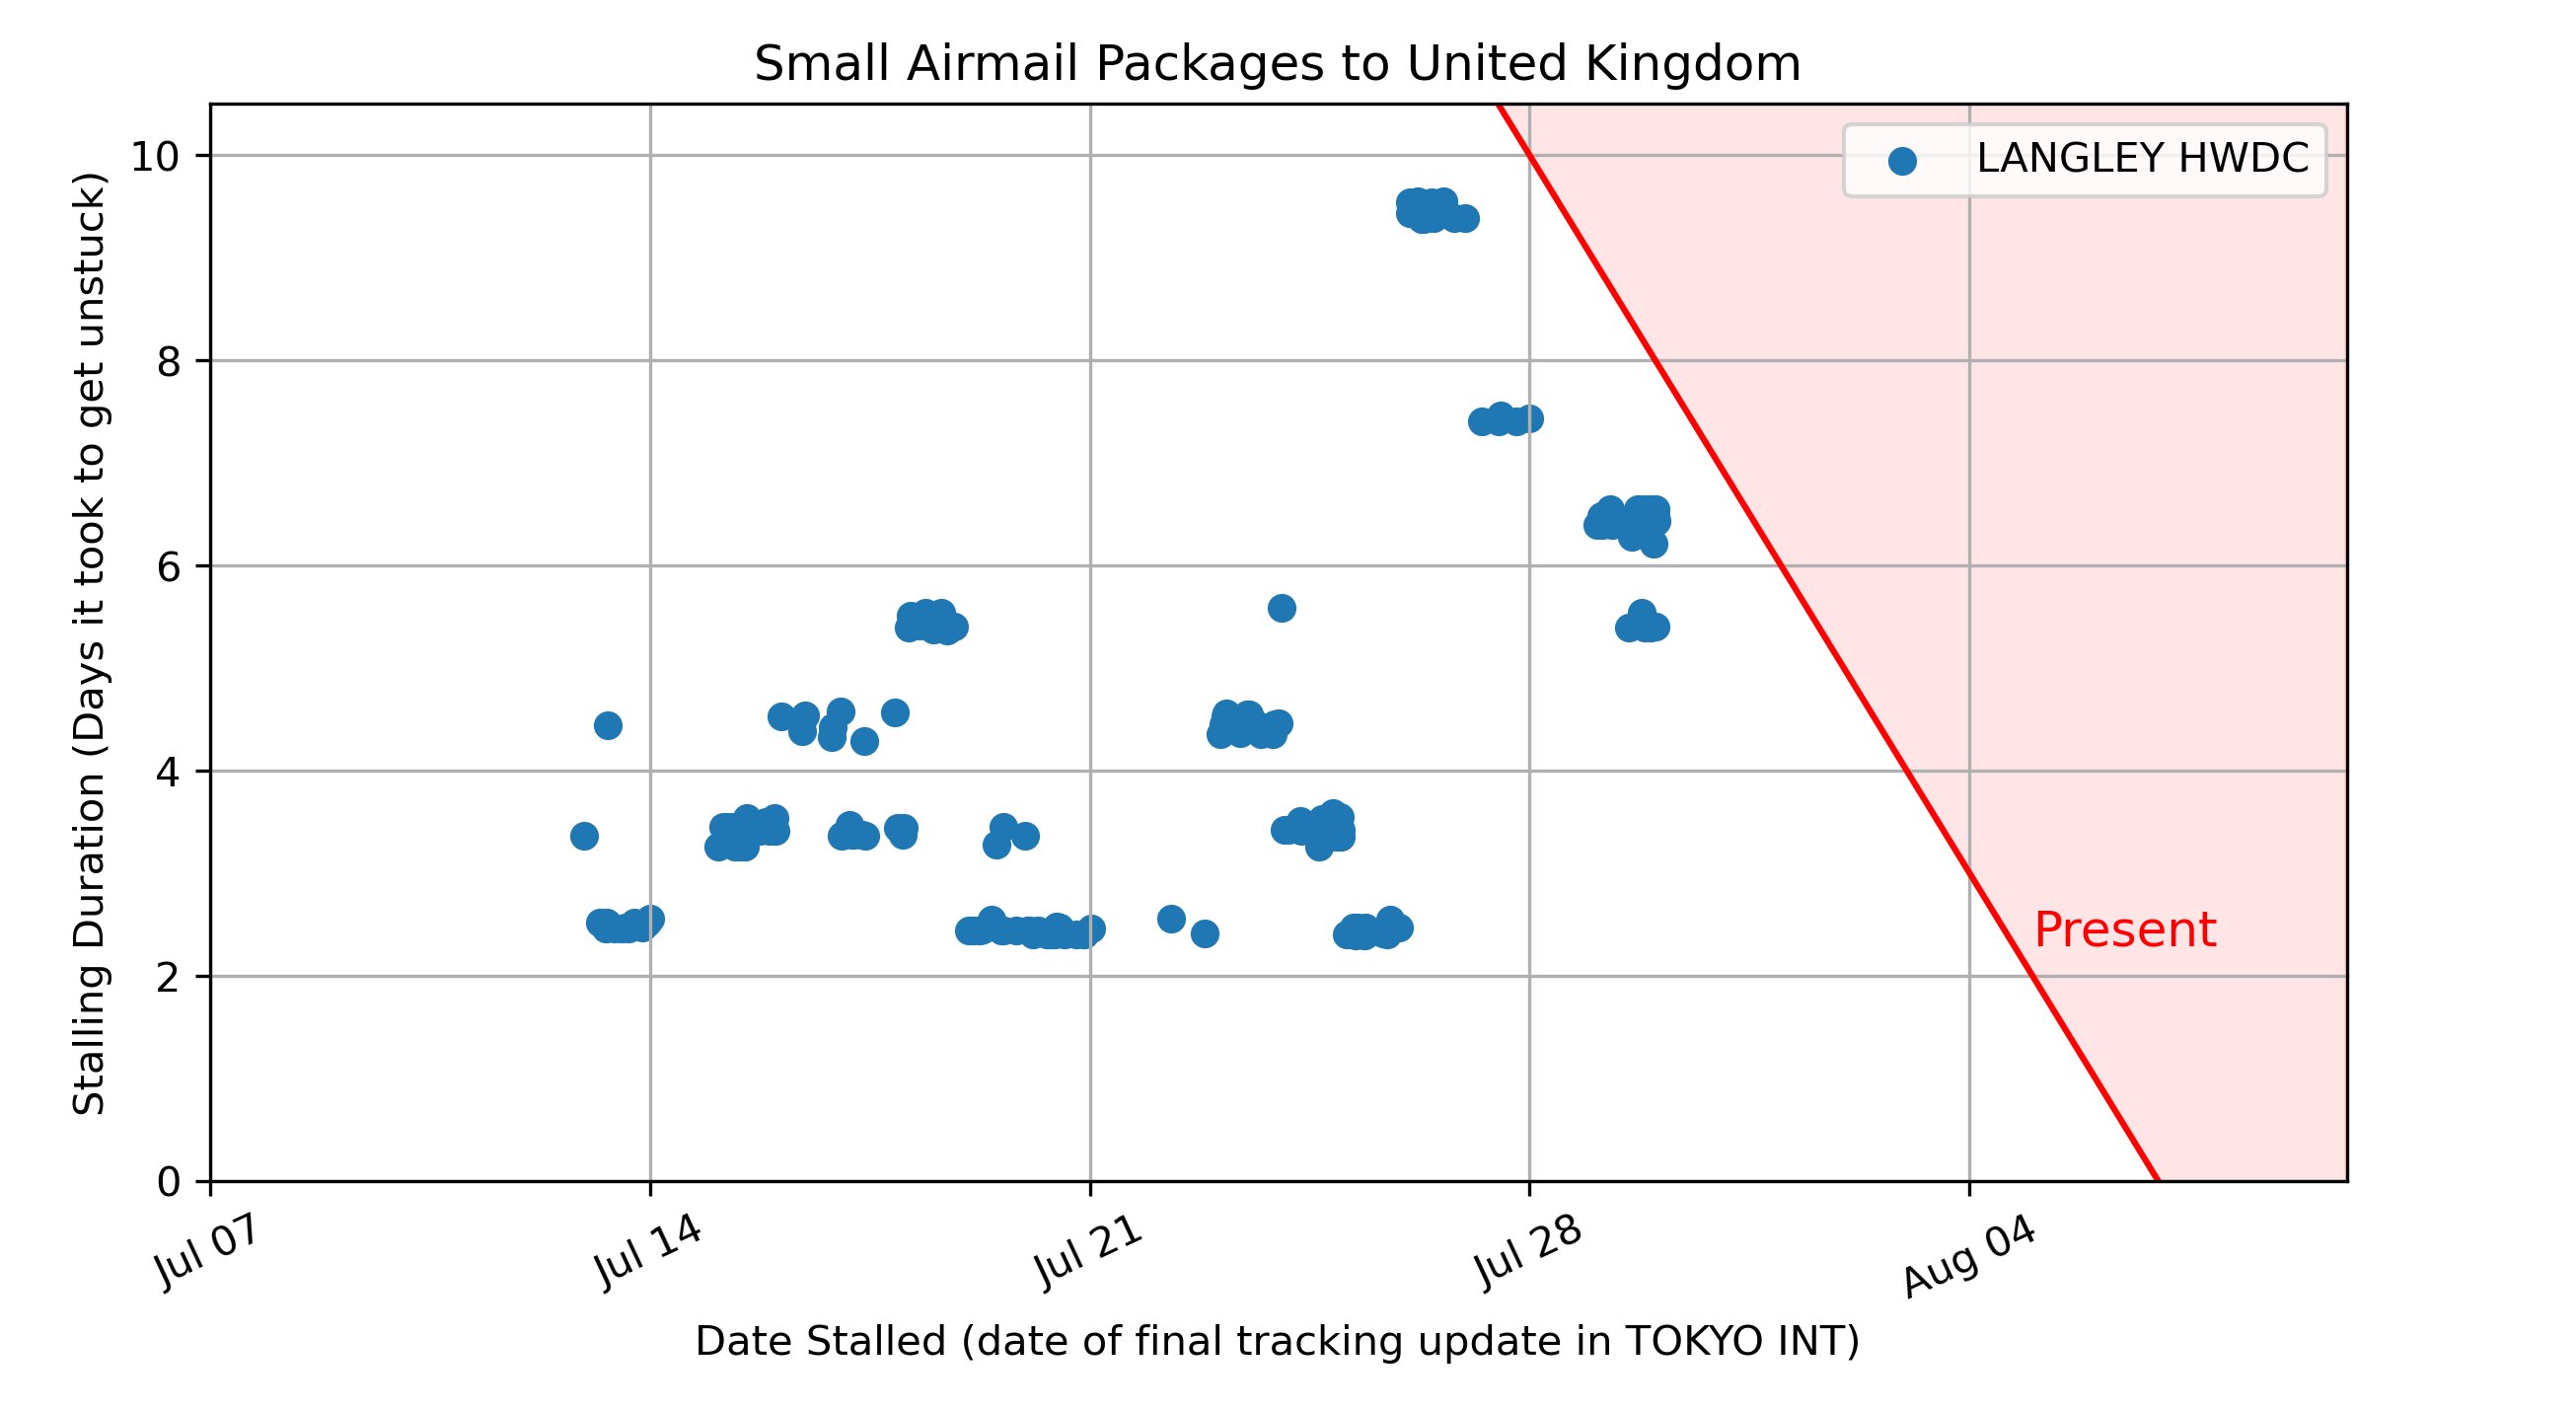 Small Airmail Packages to United Kingdom
LANGLEY HWDC
Stalling Duration (Days it took to get unstuck)
10
8
6
4
2
0
Present
Jul 07
Jul 14
Jul 21
Jul 28
Aug 04
Date Stalled (date of final tracking update in TOKYO INT)